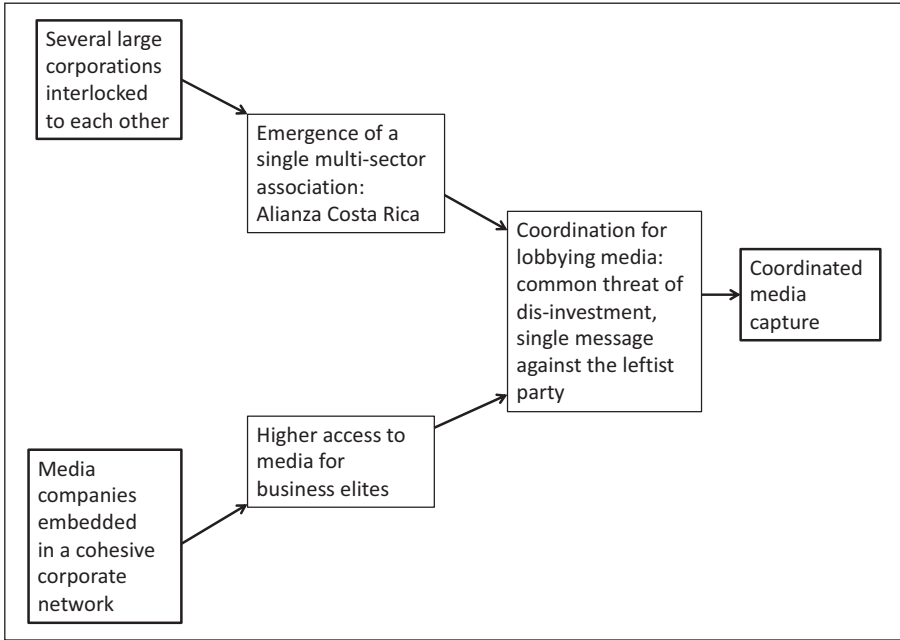 Several large
corporations
interlocked
to each other
Emergence of a
single multi-sector
association:
Alianza Costa Rica
Coordination for
lobbying media:
common threat of
dis-investment,
single message
against the leftist
party
Coordinated
media
capture
Higher access to
media for
business elites
Media
companies
embedded
in a cohesive
corporate
network